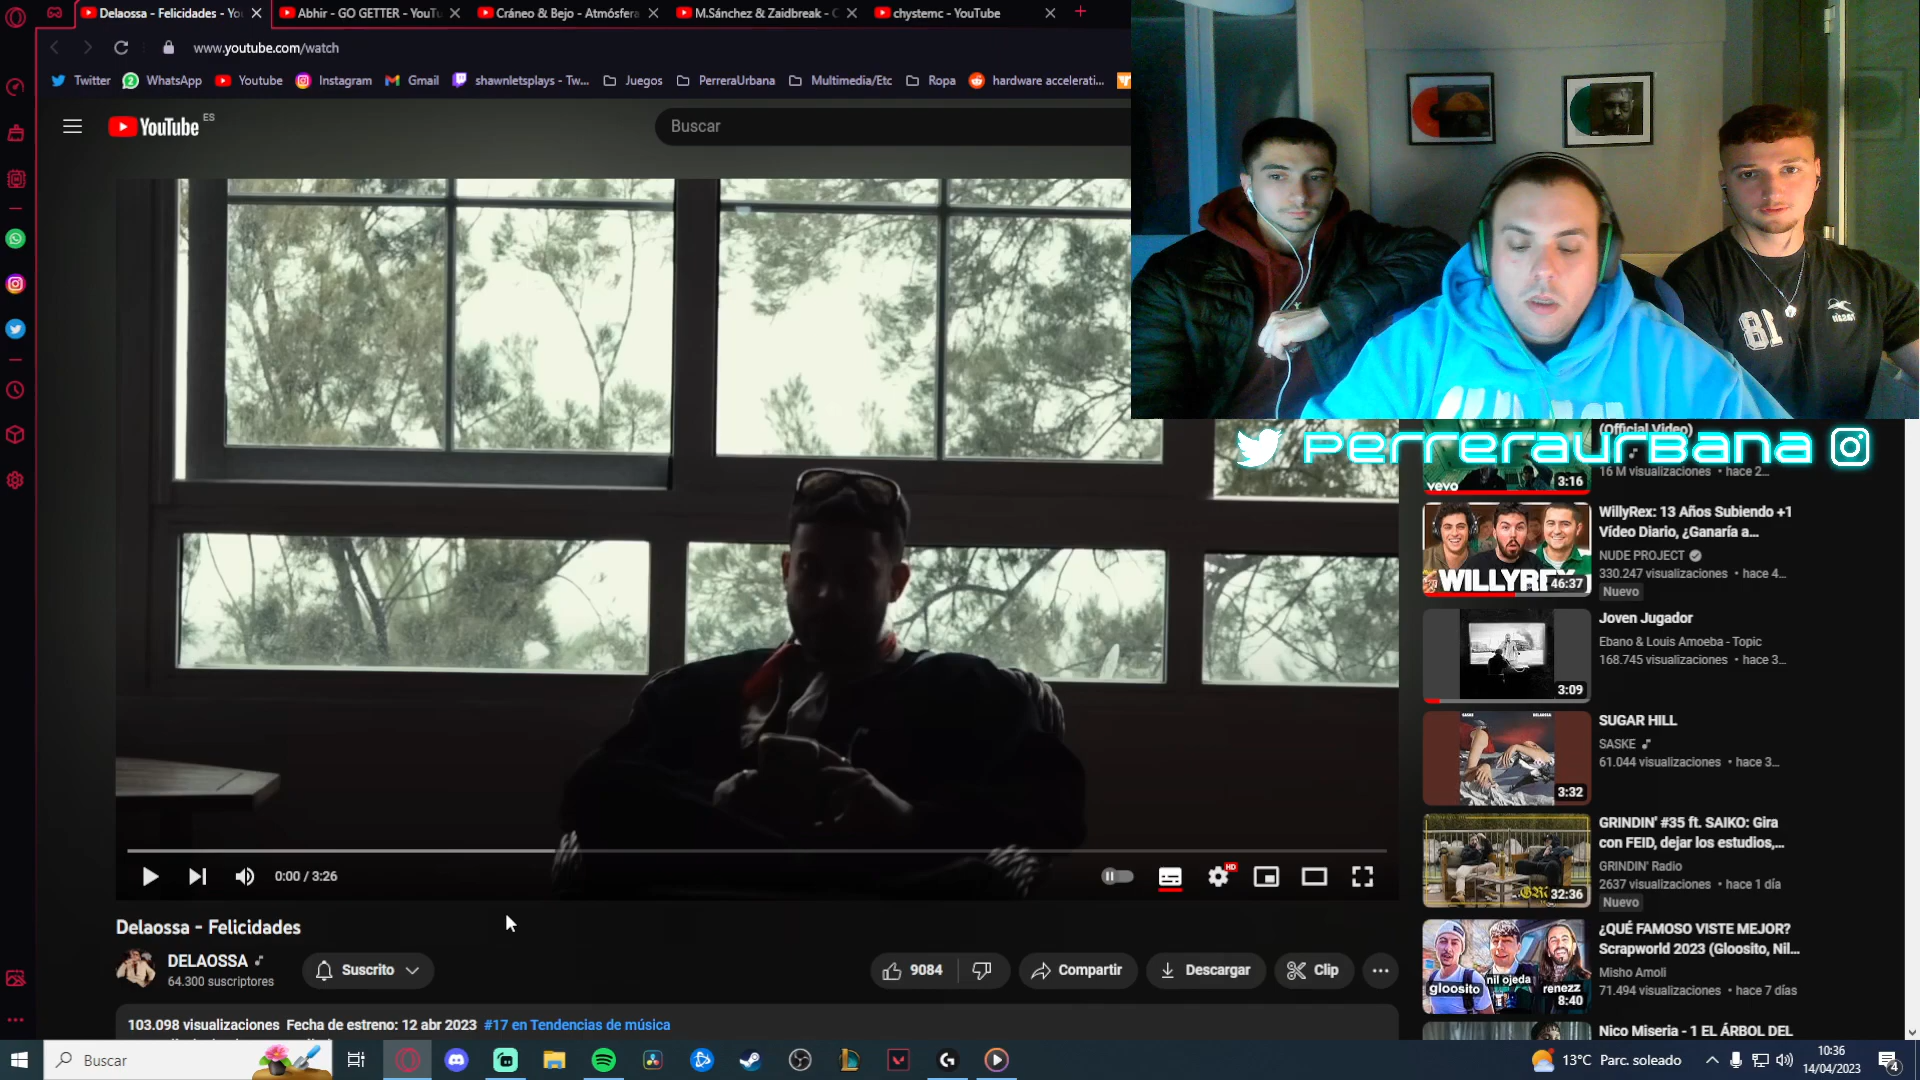 Delaossa - Felicidades - Yo
Abhir - GO GETTER - YouTu
Cráneo & Bejo - Atmósfera
M.Sánchez & Zaidbreak - C
chystemc - YouTube
www.youtube.com/watch
Twitter
WhatsApp
Youtube
Instagram
Gmail
shawnletsplays - Tw...
Juegos
PerreraUrbana
Multimedia/Etc
Ropa
hardware accelerati...
YouTube ES
Buscar
18
perreraurbana
(Official Video)
16 M visualizaciones • hace 2...
vevo
3:16
WillyRex: 13 Años Subiendo +1
Vídeo Diario, ¿Ganaría a...
NUDE PROJECT
330.247 visualizaciones • hace 4...
Nuevo
WILLYREX
46:37
Joven Jugador
Ebano & Louis Amoeba - Topic
168.745 visualizaciones • hace 3...
3:09
SUGAR HILL
SASKE
61.044 visualizaciones • hace 3...
SASKE
DELAOSSA
3:32
GRINDIN' #35 ft. SAIKO: Gira
con FEID, dejar los estudios,...
GRINDIN' Radio
2637 visualizaciones • hace 1 día
Nuevo
32:36
¿QUÉ FAMOSO VISTE MEJOR?
Scrapworld 2023 (Gloosito, Nil...
Misho Amoli
71.494 visualizaciones • hace 7 días
gloosito
nil ojeda
renezz
8:40
Nico Miseria - 1 EL ÁRBOL DEL
0:00 / 3:26
HD
Delaossa - Felicidades
DELAOSSA
64.300 suscriptores
Suscrito
9084
Compartir
Descargar
Clip
103.098 visualizaciones Fecha de estreno: 12 abr 2023 #17 en Tendencias de música
Buscar
13°C Parc. soleado
10:36
14/04/2023
4